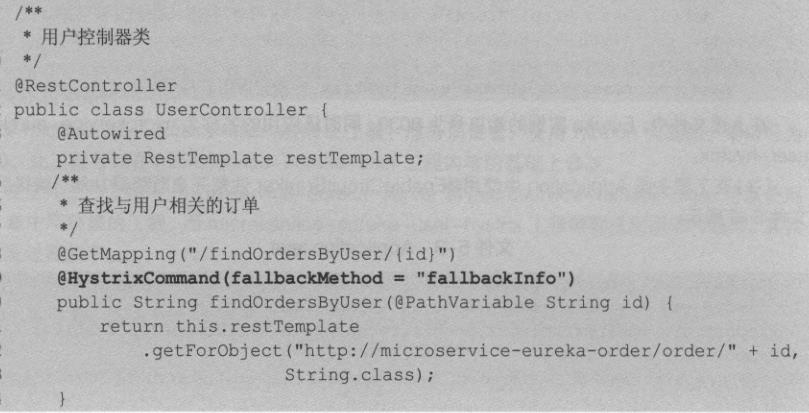 /**
 * 用户控制器类
 */
@RestController
public class UserController {
    @Autowired
    private RestTemplate restTemplate;
    /**
     * 查找与用户相关的订单
     */
    @GetMapping("/findOrdersByUser/{id}")
    @HystrixCommand(fallbackMethod = "fallbackInfo")
    public String findOrdersByUser(@PathVariable String id) {
        return this.restTemplate
            .getForObject("http://microservice-eureka-order/order/" + id,
                          String.class);
    }